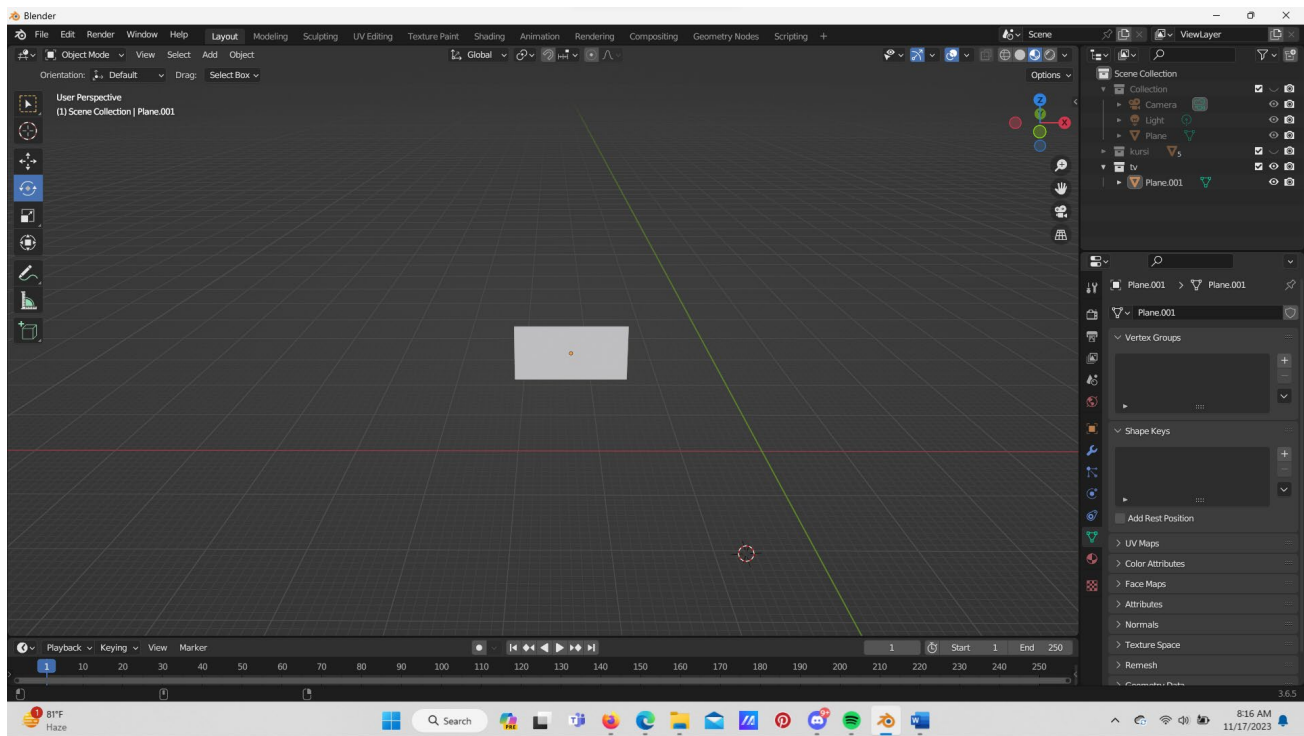 Blender
File Edit Render Window Help Layout Modeling Sculpting UV Editing Texture Paint Shading Animation Rendering Compositing Geometry Nodes Scripting + Scene ViewLayer
Object Mode View Select Add Object Global
Orientation: Default Drag: Select Box Options
User Perspective
(1) Scene Collection | Plane.001
Z
Y
X
Scene Collection
Collection
Camera
Light
Plane
kursi 5
tv
Plane.001
Plane.001 > Plane.001
Plane.001
Vertex Groups
Shape Keys
Add Rest Position
UV Maps
Color Attributes
Face Maps
Attributes
Normals
Texture Space
Remesh
Geometry Data
Playback Keying View Marker 1 Start 1 End 250
1 10 20 30 40 50 60 70 80 90 100 110 120 130 140 150 160 170 180 190 200 210 220 230 240 250
3.6.5
1 81°F
Haze
Search PRE 9+
8:16 AM
11/17/2023